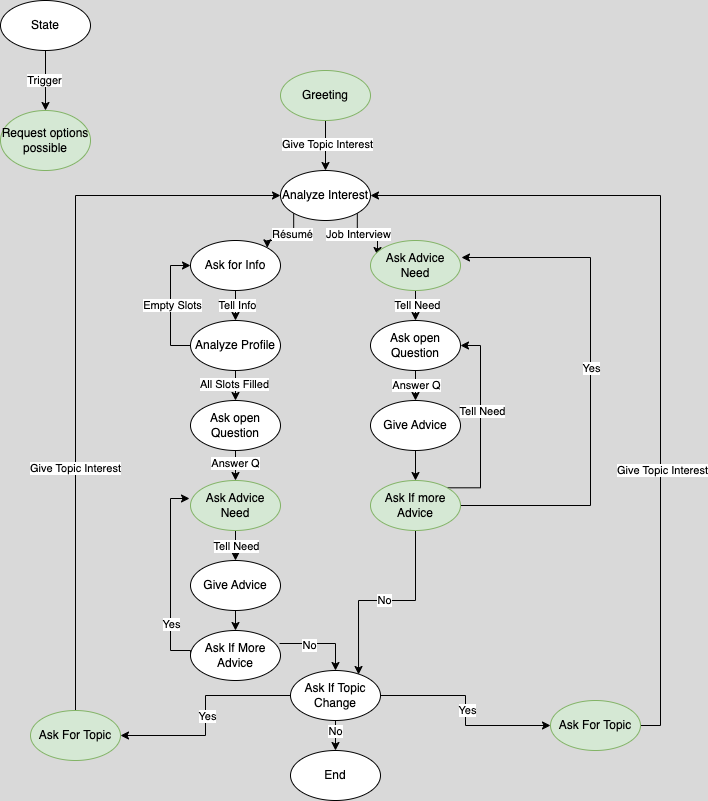 State
Trigger
Request options
possible
Greeting
Give Topic Interest
Analyze Interest
Résumé
Job Interview
Ask for Info
Ask Advice
Need
Empty Slots
Tell Info
Tell Need
Analyze Profile
Ask open
Question
Yes
All Slots Filled
Answer Q
Tell Need
Ask open
Question
Give Advice
Answer Q
Give Topic Interest
Give Topic Interest
Ask Advice
Need
Ask If more
Advice
Tell Need
Give Advice
No
Yes
Ask If More
Advice
No
Ask If Topic
Change
Yes
Yes
Ask For Topic
Ask For Topic
No
End